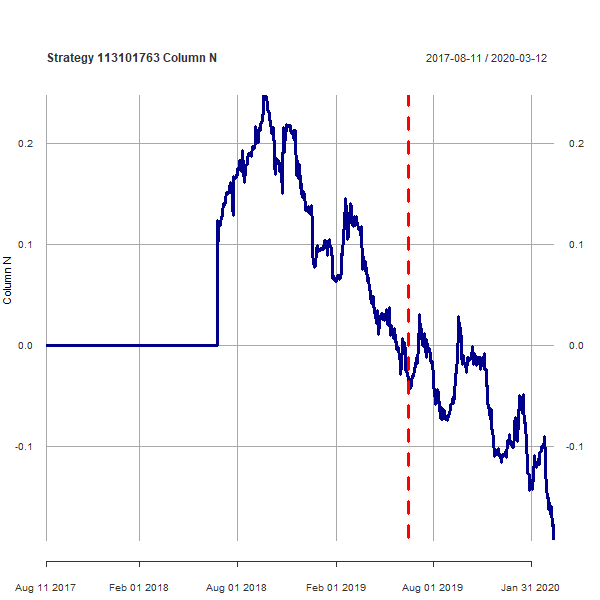 Strategy 113101763 Column N
2017-08-11 / 2020-03-12
0.2
0.2
0.1
0.1
0.0
0.0
-0.1
-0.1
Column N
Aug 11 2017
Feb 01 2018
Aug 01 2018
Feb 01 2019
Aug 01 2019
Jan 31 2020